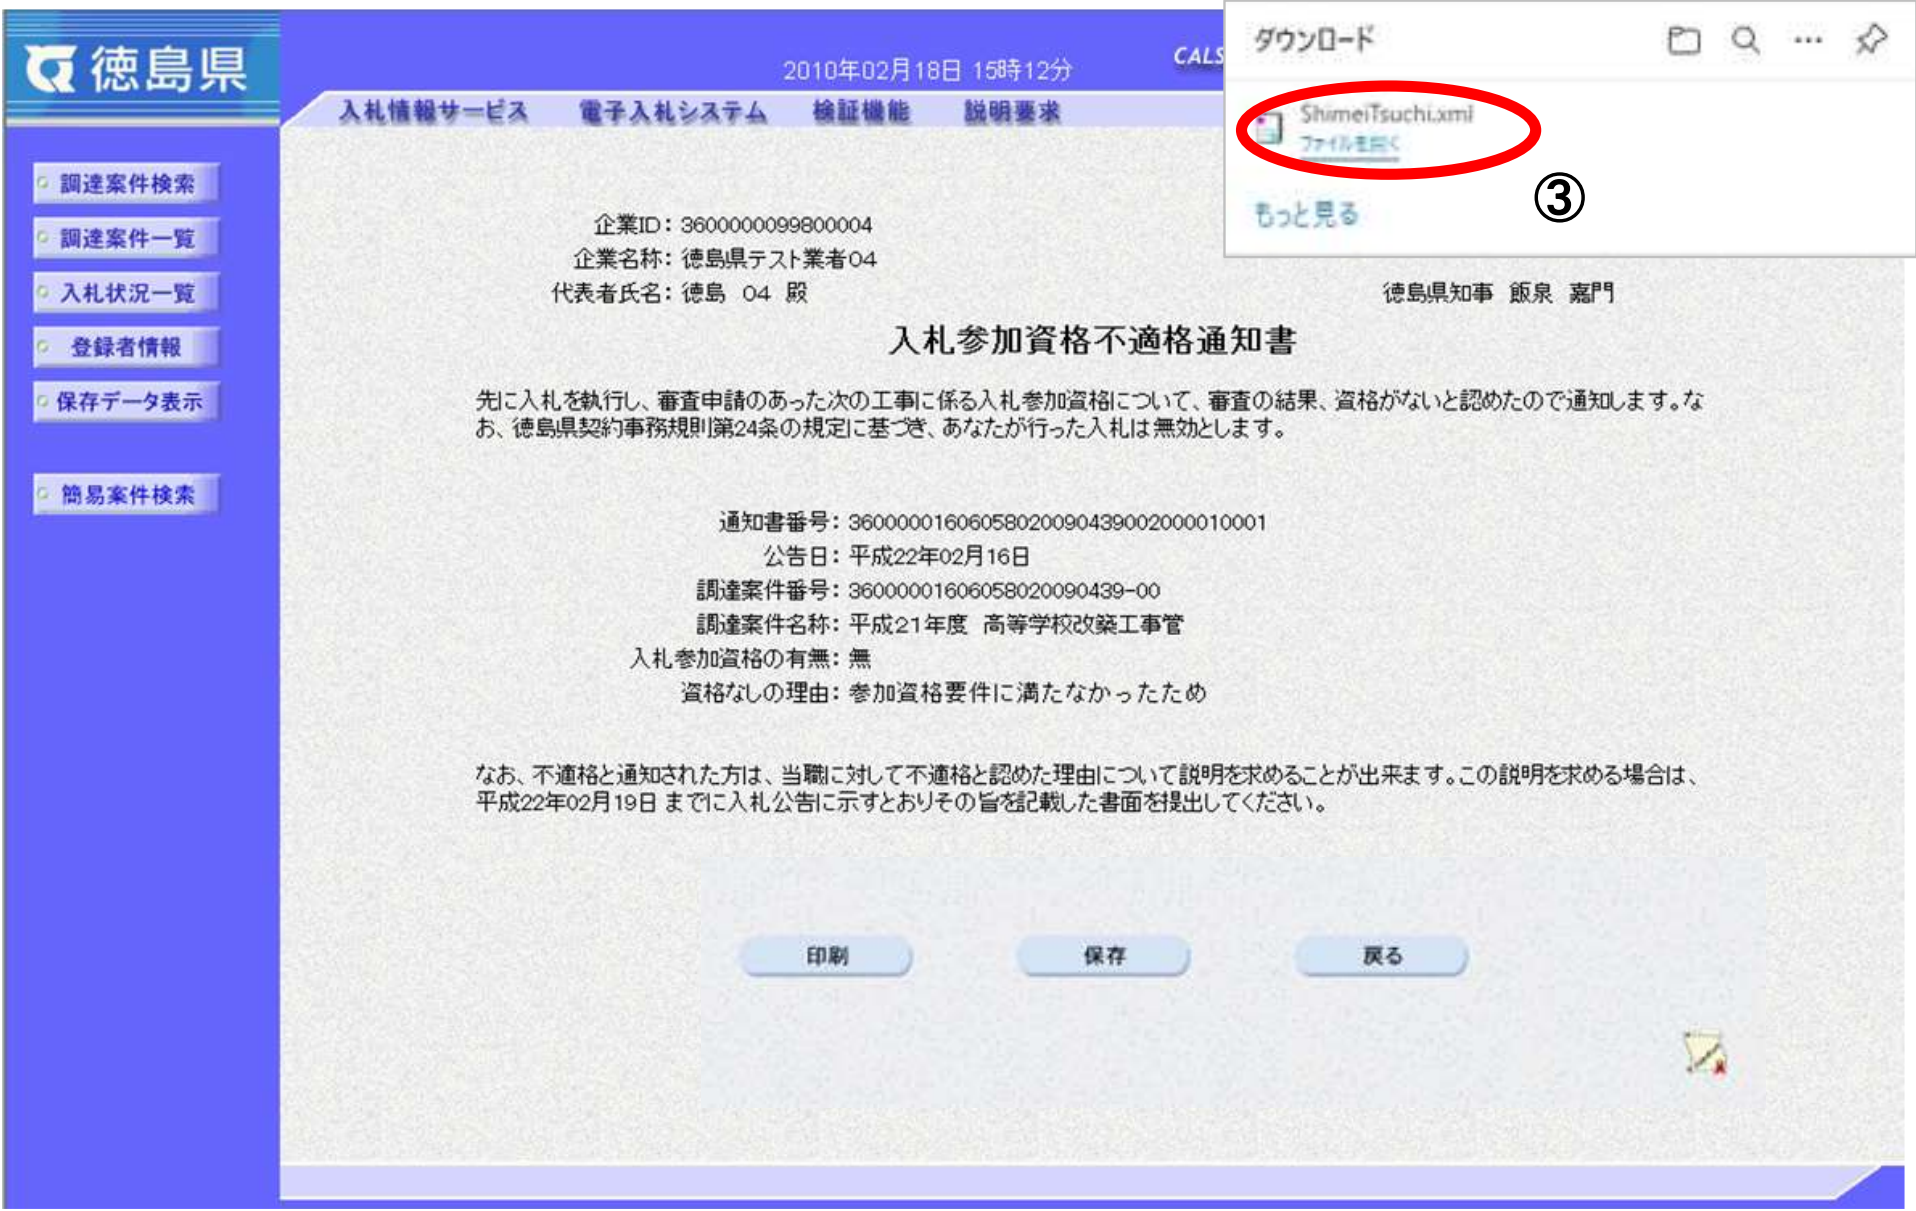 徳島県
2010年02月18日 15時12分
CALS
入札情報サービス 電子入札システム 検証機能 説明要求
ダウンロード
ShimeiTsuchi.xml
ファイルを開く
もっと見る
③
調達案件検索
調達案件一覧
入札状況一覧
登録者情報
保存データ表示
簡易案件検索
企業ID：3600000099800004
企業名称：徳島県テスト業者04
代表者氏名：徳島 04 殿
徳島県知事 飯泉 嘉門
入札参加資格不適格通知書
先に入札を執行し、審査申請のあった次の工事に係る入札参加資格について、審査の結果、資格がないと認めたので通知します。な
お、徳島県契約事務規則第24条の規定に基づき、あなたが行った入札は無効とします。
通知書番号：36000001606058020090439002000010001
公告日：平成22年02月16日
調達案件番号：36000001606058020090439-00
調達案件名称：平成21年度 高等学校改築工事管
入札参加資格の有無：無
資格なしの理由：参加資格要件に満たなかったため
なお、不適格と通知された方は、当職に対して不適格と認めた理由について説明を求めることが出来ます。この説明を求める場合は、
平成22年02月19日 までに入札公告に示すとおりその旨を記載した書面を提出してください。
印刷 保存 戻る